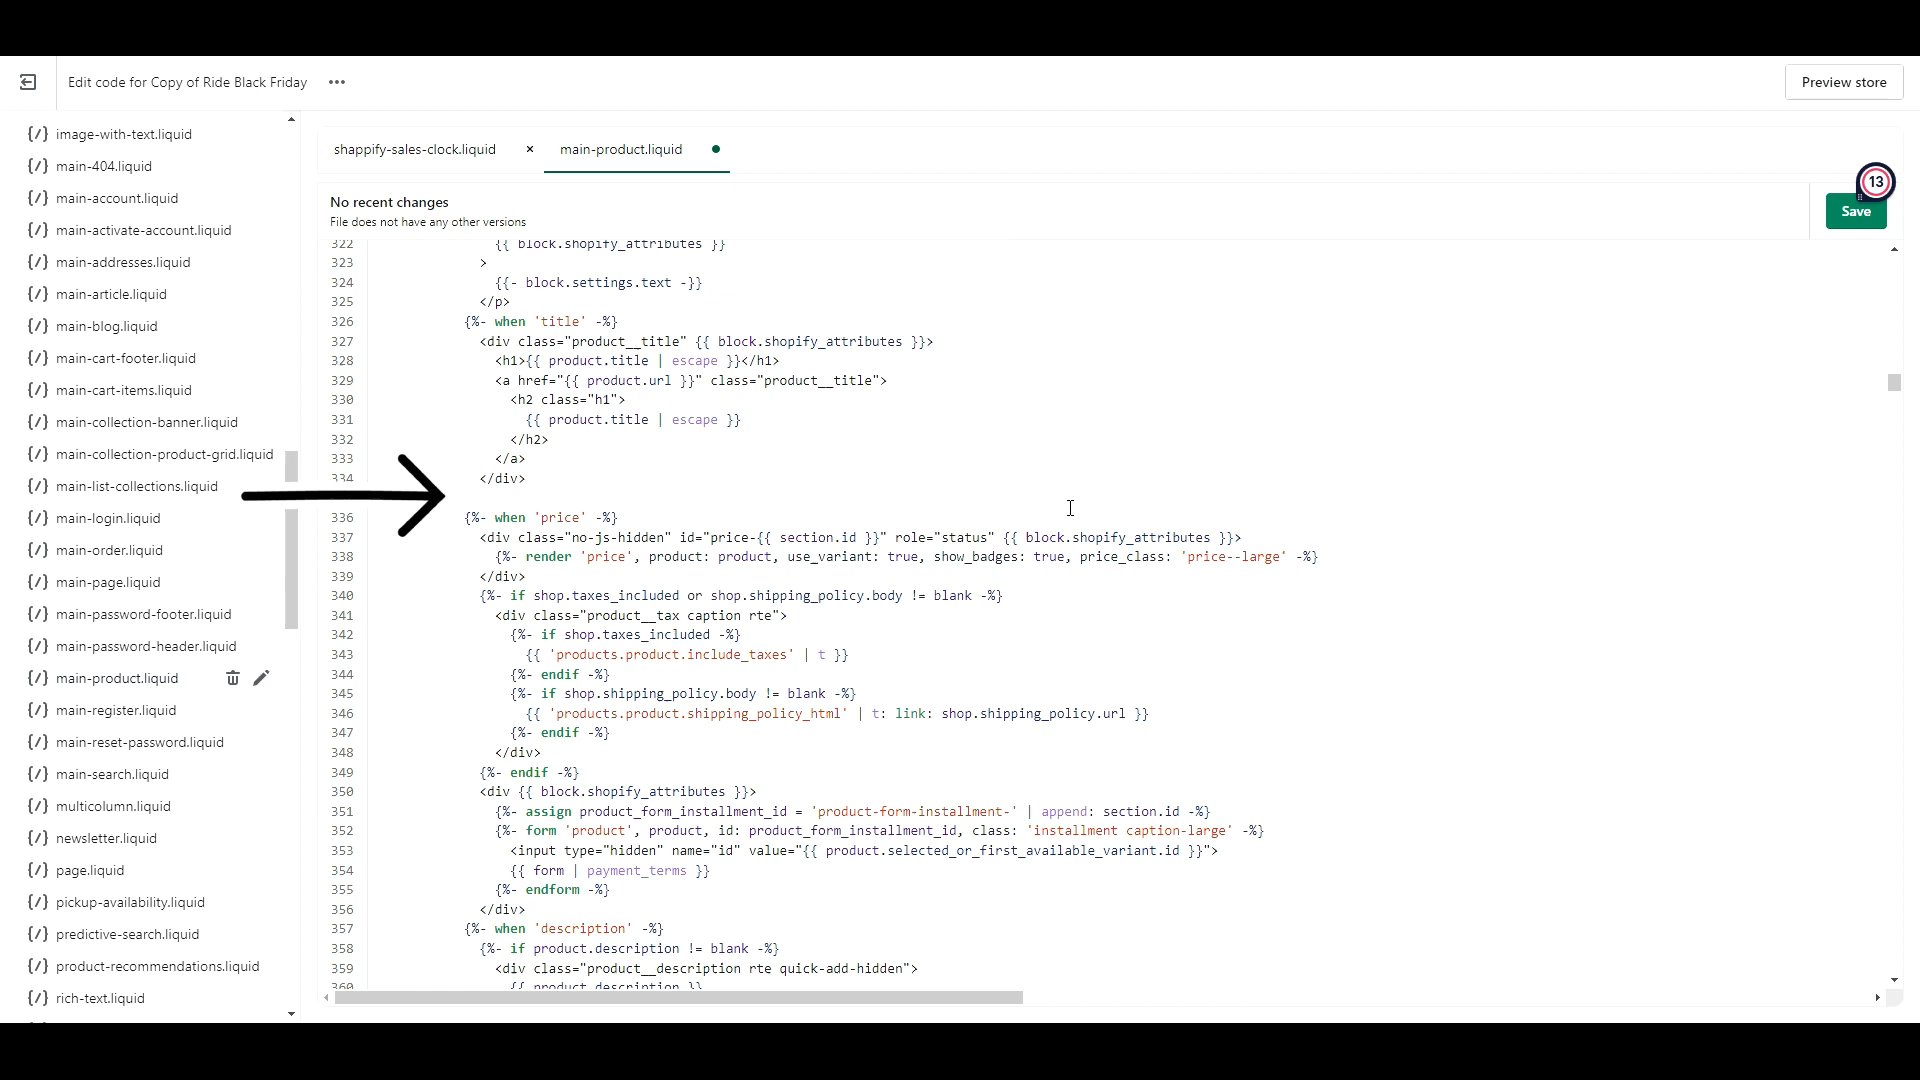 Edit code for Copy of Ride Black Friday •••
Preview store
{/} image-with-text.liquid
{/} main-404.liquid
{/} main-account.liquid
{/} main-activate-account.liquid
{/} main-addresses.liquid
{/} main-article.liquid
{/} main-blog.liquid
{/} main-cart-footer.liquid
{/} main-cart-items.liquid
{/} main-collection-banner.liquid
{/} main-collection-product-grid.liquid
{/} main-list-collections.liquid
{/} main-login.liquid
{/} main-order.liquid
{/} main-page.liquid
{/} main-password-footer.liquid
{/} main-password-header.liquid
{/} main-product.liquid
{/} main-register.liquid
{/} main-reset-password.liquid
{/} main-search.liquid
{/} multicolumn.liquid
{/} newsletter.liquid
{/} page.liquid
{/} pickup-availability.liquid
{/} predictive-search.liquid
{/} product-recommendations.liquid
{/} rich-text.liquid
shappify-sales-clock.liquid × main-product.liquid
No recent changes
File does not have any other versions
13
Save
322 {{ block.shopify_attributes }}
323 >
324 {{- block.settings.text -}}
325 </p>
326 {%- when 'title' -%}
327 <div class="product__title" {{ block.shopify_attributes }}>
328 <h1>{{ product.title | escape }}</h1>
329 <a href="{{ product.url }}" class="product__title">
330 <h2 class="h1">
331 {{ product.title | escape }}
332 </h2>
333 </a>
334 </div>
336 {%- when 'price' -%}
337 <div class="no-js-hidden" id="price-{{ section.id }}" role="status" {{ block.shopify_attributes }}>
338 {%- render 'price', product: product, use_variant: true, show_badges: true, price_class: 'price--large' -%}
339 </div>
340 {%- if shop.taxes_included or shop.shipping_policy.body != blank -%}
341 <div class="product__tax caption rte">
342 {%- if shop.taxes_included -%}
343 {{ 'products.product.include_taxes' | t }}
344 {%- endif -%}
345 {%- if shop.shipping_policy.body != blank -%}
346 {{ 'products.product.shipping_policy_html' | t: link: shop.shipping_policy.url }}
347 {%- endif -%}
348 </div>
349 {%- endif -%}
350 <div {{ block.shopify_attributes }}>
351 {%- assign product_form_installment_id = 'product-form-installment-' | append: section.id -%}
352 {%- form 'product', product, id: product_form_installment_id, class: 'installment caption-large' -%}
353 <input type="hidden" name="id" value="{{ product.selected_or_first_available_variant.id }}">
354 {{ form | payment_terms }}
355 {%- endform -%}
356 </div>
357 {%- when 'description' -%}
358 {%- if product.description != blank -%}
359 <div class="product__description rte quick-add-hidden">
360 {{ product.description }}